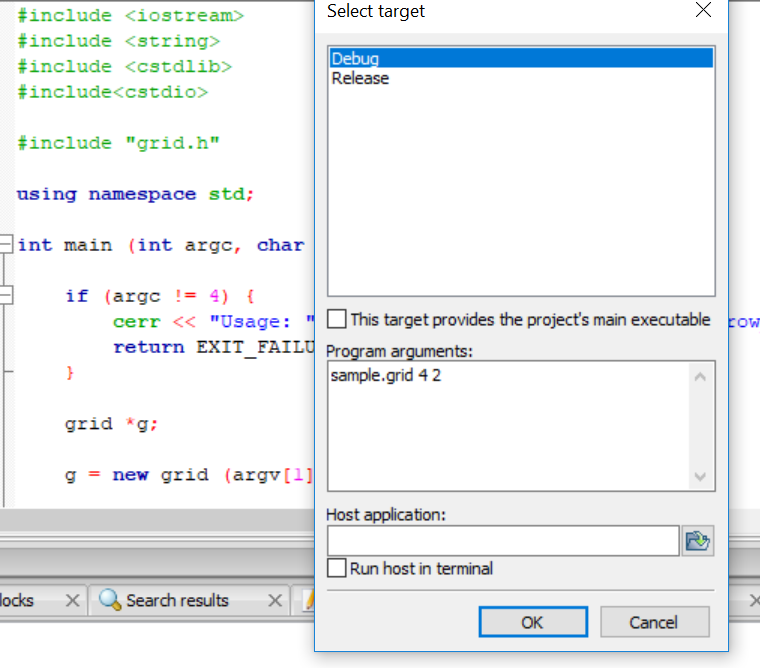 #include <iostream>
#include <string>
#include <cstdlib>
#include<cstdio>
#include "grid.h"
using namespace std;
int main (int argc, char
if (argc != 4) {
cerr << "Usage: "
return EXIT_FAILU
}
grid *g;
g = new grid (argv[1]
row
Select target
Debug
Release
This target provides the project's main executable
Program arguments:
sample.grid 4 2
Host application:
Run host in terminal
OK
Cancel
locks
Search results